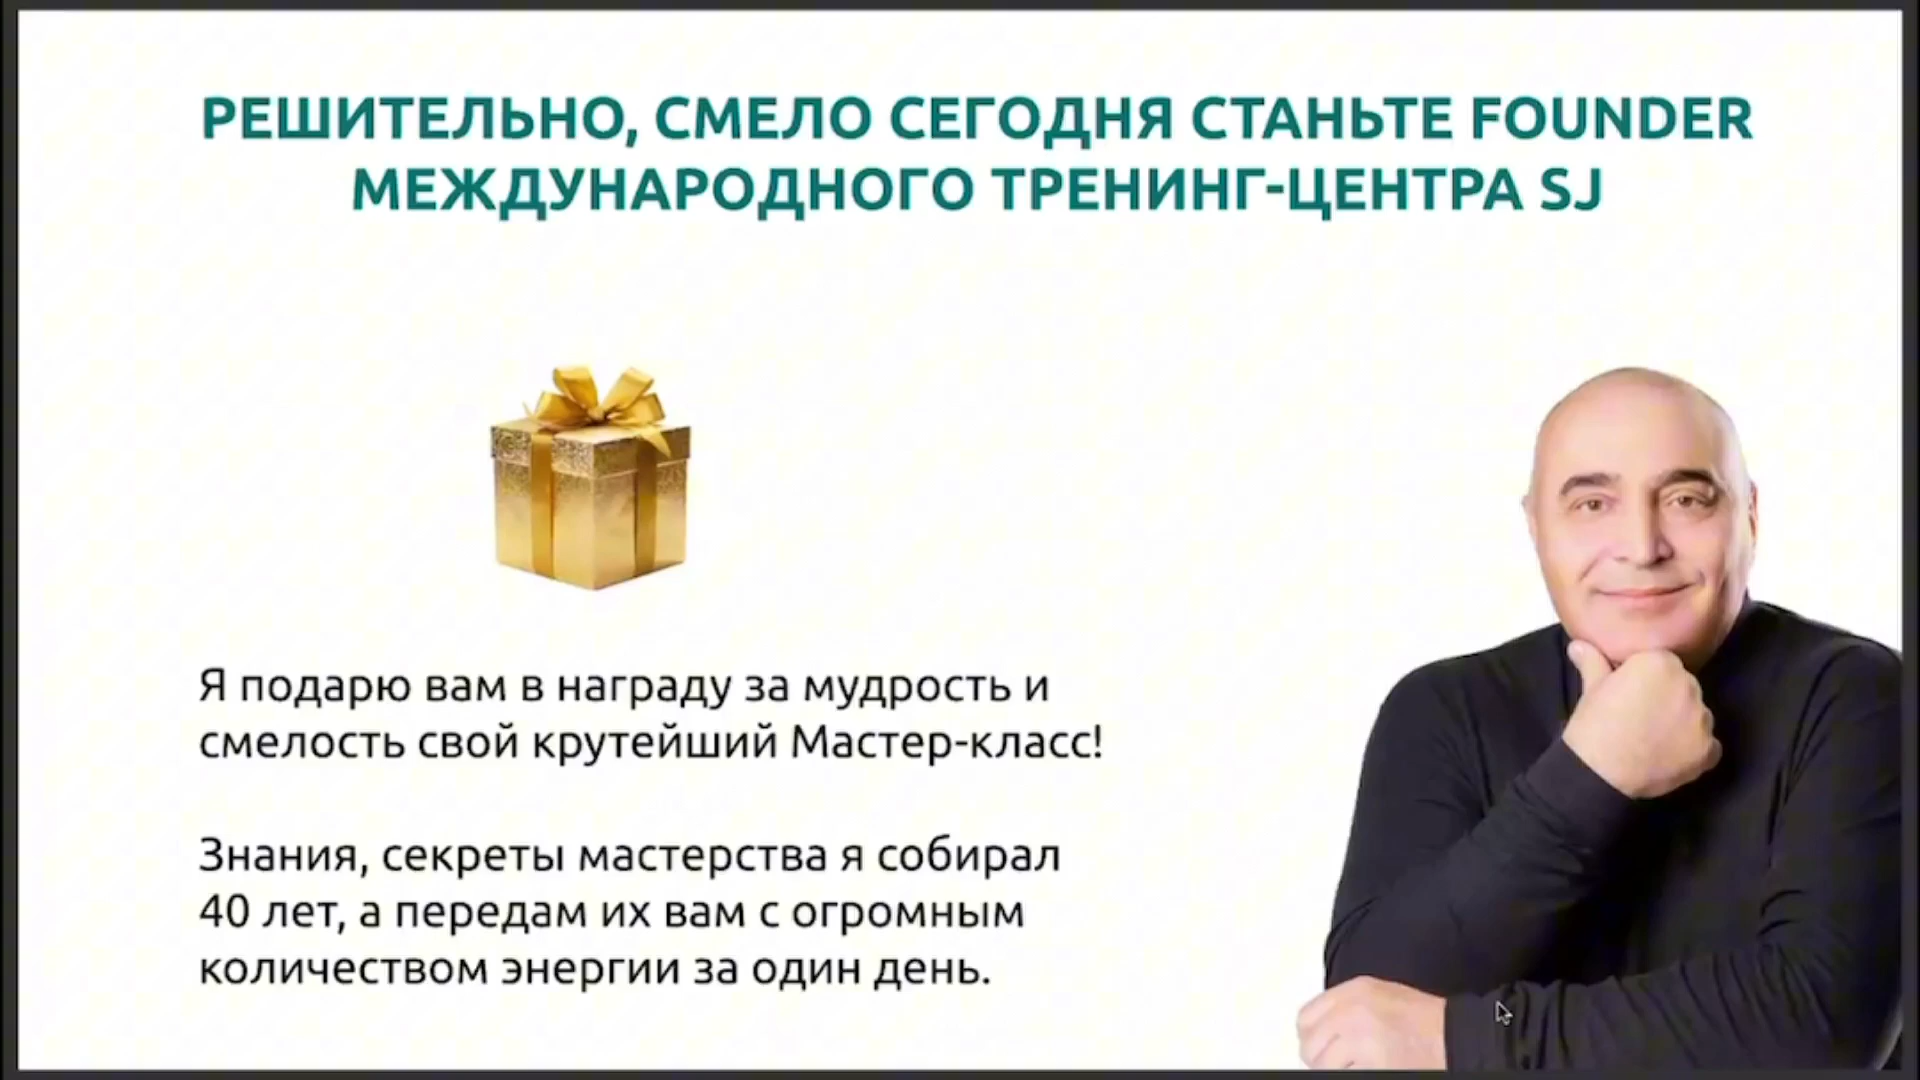 РЕШИТЕЛЬНО, СМЕЛО СЕГОДНЯ СТАНЬТЕ FOUNDER
МЕЖДУНАРОДНОГО ТРЕНИНГ-ЦЕНТРА SJ
Я подарю вам в награду за мудрость и
смелость свой крутейший Мастер-класс!
Знания, секреты мастерства я собирал
40 лет, а передам их вам с огромным
количеством энергии за один день.